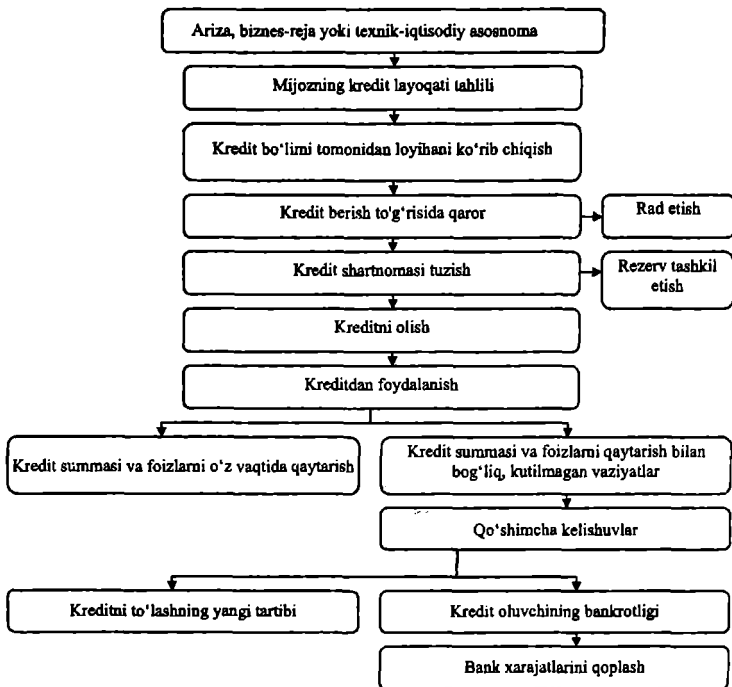 Ariza, biznes-reja yoki texnik-iqtisodiy asosnoma
Mijozning kredit layoqati tahlili
Kredit bo‘limi tomonidan loyihani ko‘rib chiqish
Kredit berish to'g‘risida qaror
Rad etish
Kredit shartnomasi tuzish
Rezerv tashkil
etish
Kreditni olish
Kreditdan foydalanish
Kredit summasi va foizlarni o‘z vaqtida qaytarish
Kredit summasi va foizlarni qaytarish bilan
bog‘liq, kutilmagan vaziyatlar
Qo‘shimcha kelishuvlar
Kreditni to‘lashning yangi tartibi
Kredit oluvchining bankrotligi
Bank xarajatlarini qoplash